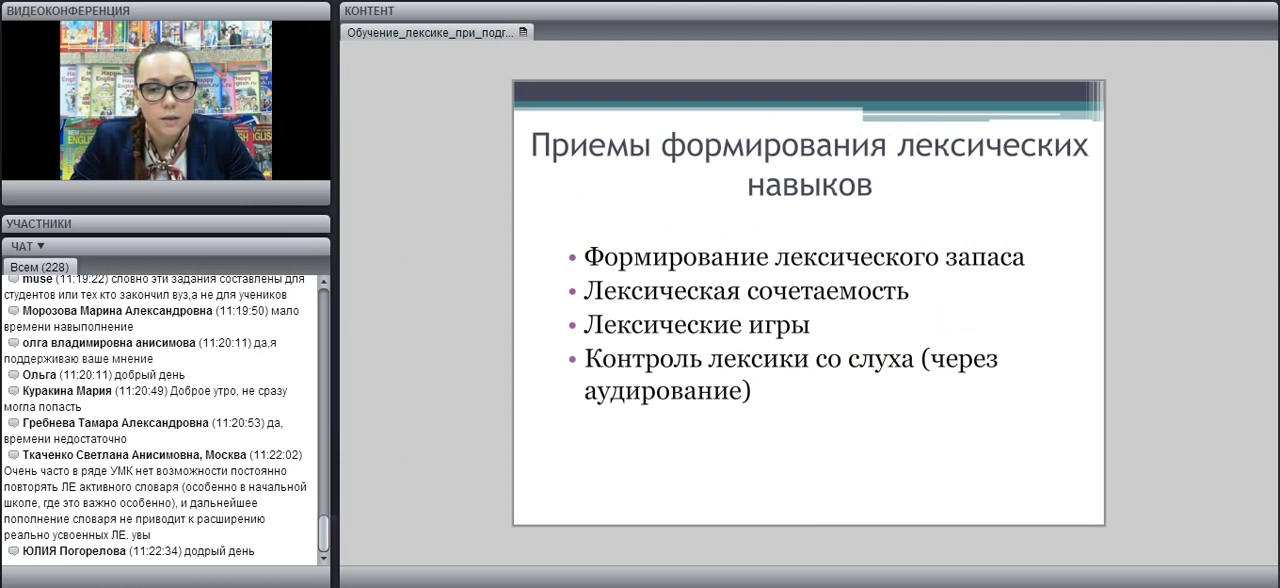 ВИДЕОКОНФЕРЕНЦИЯ
УЧАСТНИКИ
ЧАТ
Всем (228)
muse (11:19:22) словно эти задания составлены для
студентов или тех кто закончил вуз,а не для учеников
Морозова Марина Александровна (11:19:50) мало
времени навыполнение
олга владимировна анисимова (11:20:11) да,я
поддерживаю ваше мнение
Ольга (11:20:11) добрый день
Куракина Мария (11:20:49) Доброе утро, не сразу
могла попасть
Гребнева Тамара Александровна (11:20:53) да,
времени недостаточно
Ткаченко Светлана Анисимовна, Москва (11:22:02)
Очень часто в ряде УМК нет возможности постоянно
повторять ЛЕ активного словаря (особенно в начальной
школе, где это важно особенно), и дальнейшее
пополнение словаря не приводит к расширению
реально усвоенных ЛЕ. увы
ЮЛИЯ Погорелова (11:22:34) додрый день
КОНТЕНТ
Обучение_лексике_при_подг...
Приемы формирования лексических
навыков
• Формирование лексического запаса
• Лексическая сочетаемость
• Лексические игры
• Контроль лексики со слуха (через
аудирование)